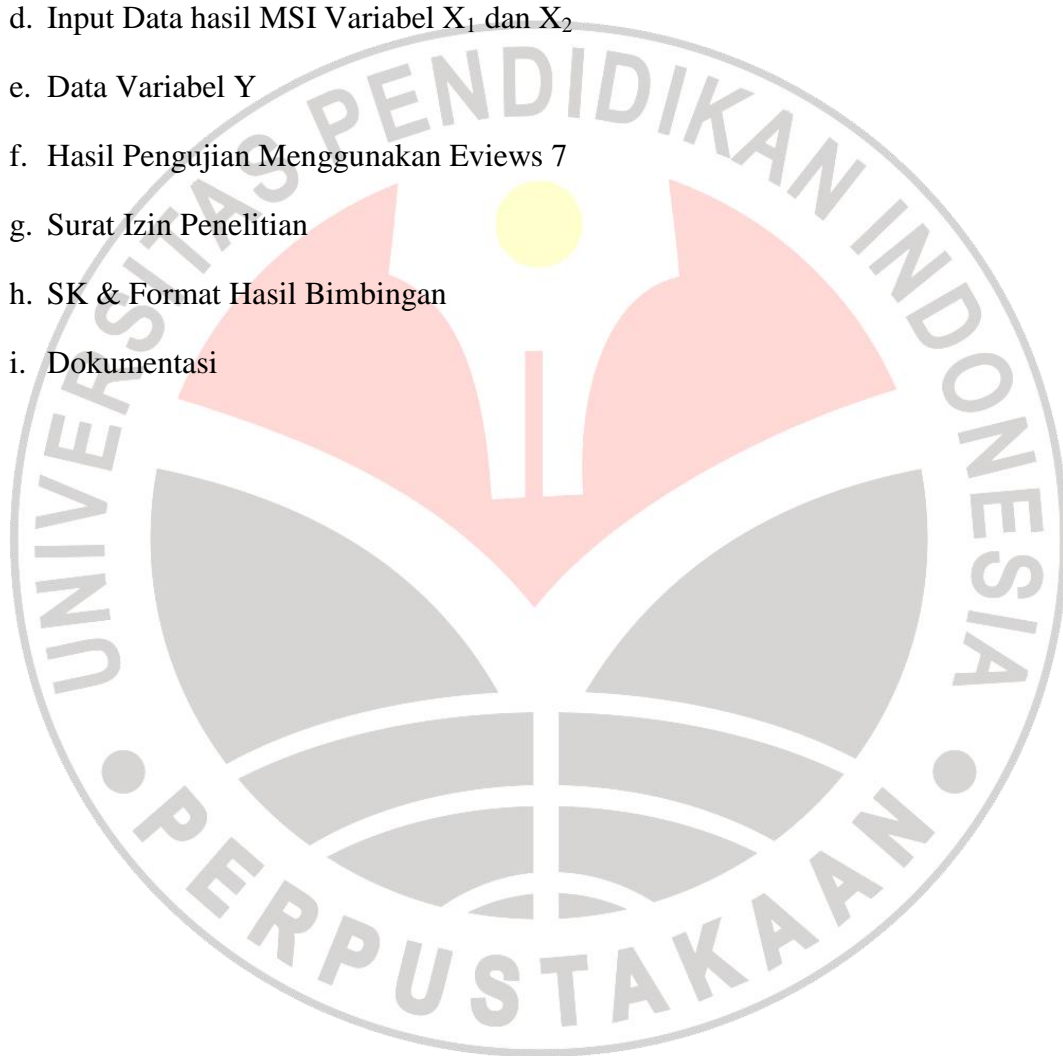 d. Input Data hasil MSI Variabel X₁ dan X₂
e. Data Variabel Y
f. Hasil Pengujian Menggunakan Eviews 7
g. Surat Izin Penelitian
h. SK & Format Hasil Bimbingan
i. Dokumentasi
UNIVERSITAS PENDIDIKAN INDONESIA
PERPUSTAKAAN